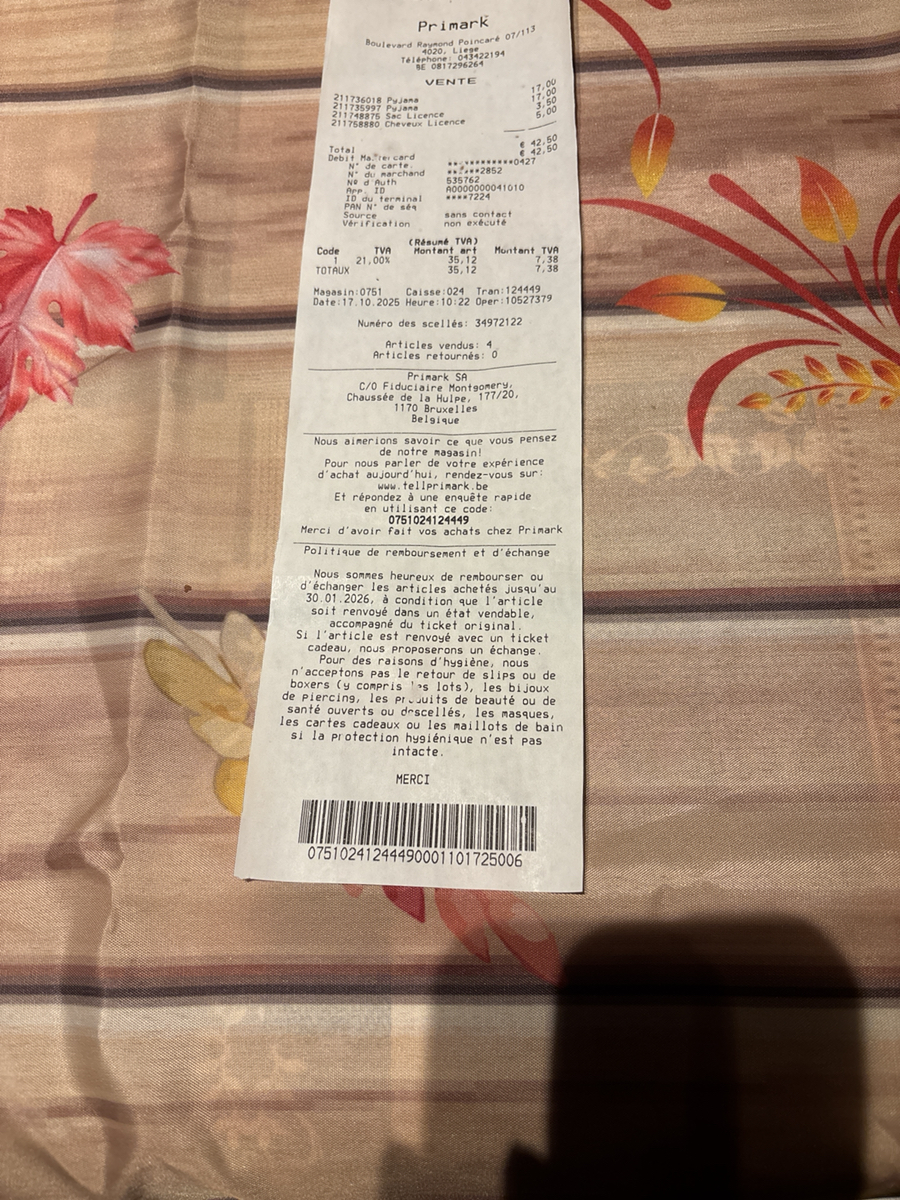 Primark
Boulevard Raymond Poincaré 07/113
4020, Liege
Téléphone: 043422194
BE 0817296264
VENTE
211736018 Pyjama 17,00
211735997 Pyjama 17,00
211748875 Sac Licence 3,50
211758880 Cheveux Licence 5,00
Total € 42,50
Debit Mastercard € 42,50
N° de carte. ************0427
N° du marchand ******2852
Nº d'Auth 535762
App. ID A0000000041010
ID du terminal ****7224
PAN N° de séq
Source sans contact
Vérification non exécuté
(Résumé TVA)
Code TVA Montant art Montant TVA
1 21,00% 35,12 7,38
TOTAUX 35,12 7,38
Magasin:0751 Caisse:024 Tran:124449
Date:17.10.2025 Heure:10:22 Oper:10527379
Numéro des scellés: 34972122
Articles vendus: 4
Articles retournés: 0
Primark SA
C/O Fiduciaire Montgomery,
Chaussée de la Hulpe, 177/20,
1170 Bruxelles
Belgique
Nous aimerions savoir ce que vous pensez
de notre magasin!
Pour nous parler de votre expérience
d'achat aujourd'hui, rendez-vous sur:
www.tellprimark.be
Et répondez à une enquête rapide
en utilisant ce code:
0751024124449
Merci d'avoir fait vos achats chez Primark
Politique de remboursement et d'échange
Nous sommes heureux de rembourser ou
d'échanger les articles achetés jusqu'au
30.01.2026, à condition que l'article
soit renvoyé dans un état vendable,
accompagné du ticket original.
Si l'article est renvoyé avec un ticket
cadeau, nous proposerons un échange.
Pour des raisons d'hygiène, nous
n'acceptons pas le retour de slips ou de
boxers (y compris les lots), les bijoux
de piercing, les produits de beauté ou de
santé ouverts ou descellés, les masques,
les cartes cadeaux ou les maillots de bain
si la protection hygiénique n'est pas
intacte.
MERCI
07510241244490001101725006